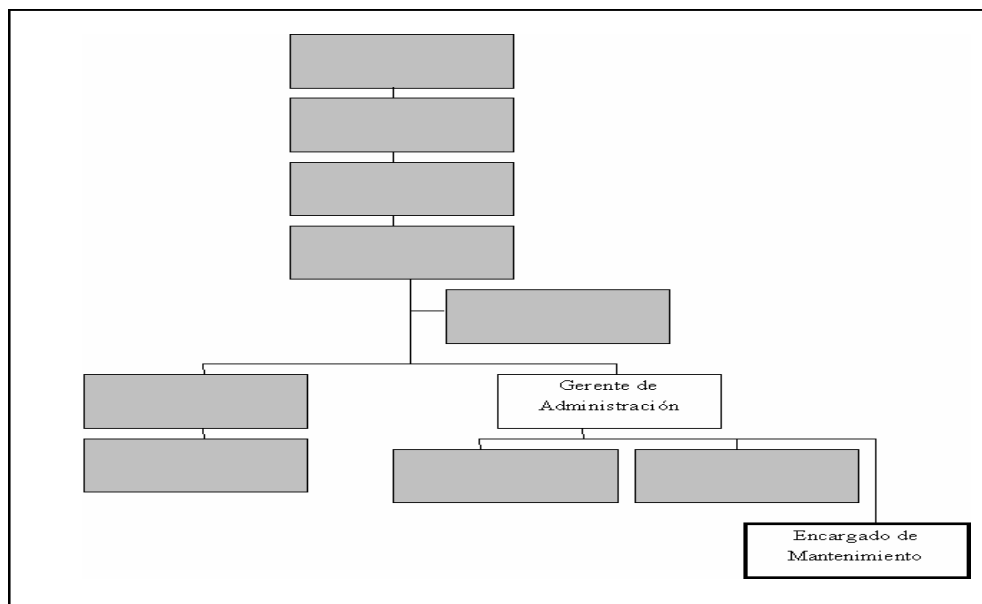 Gerente de
Administración
Encargado de
Mantenimiento